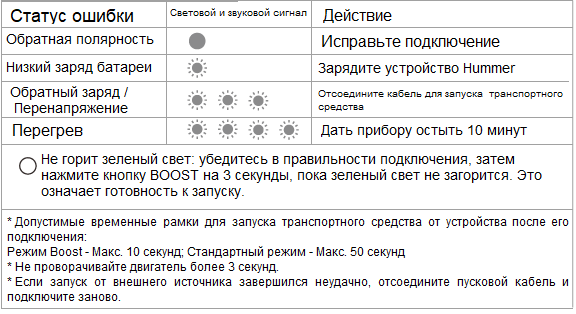 Статус ошибки Световой и звуковой сигнал Действие
Обратная полярность Исправьте подключение
Низкий заряд батареи Зарядите устройство Hummer
Обратный заряд / Отсоедините кабель для запуска транспортного
Перенапряжение средства
Перегрев Дать прибору остыть 10 минут
Не горит зеленый свет: убедитесь в правильности подключения, затем
нажмите кнопку BOOST на 3 секунды, пока зеленый свет не загорится. Это
означает готовность к запуску.
* Допустимые временные рамки для запуска транспортного средства от устройства после его
подключения:
Режим Boost - Макс. 10 секунд; Стандартный режим - Макс. 50 секунд
* Не проворачивайте двигатель более 3 секунд.
* Если запуск от внешнего источника завершился неудачно, отсоедините пусковой кабель и
подключите заново.